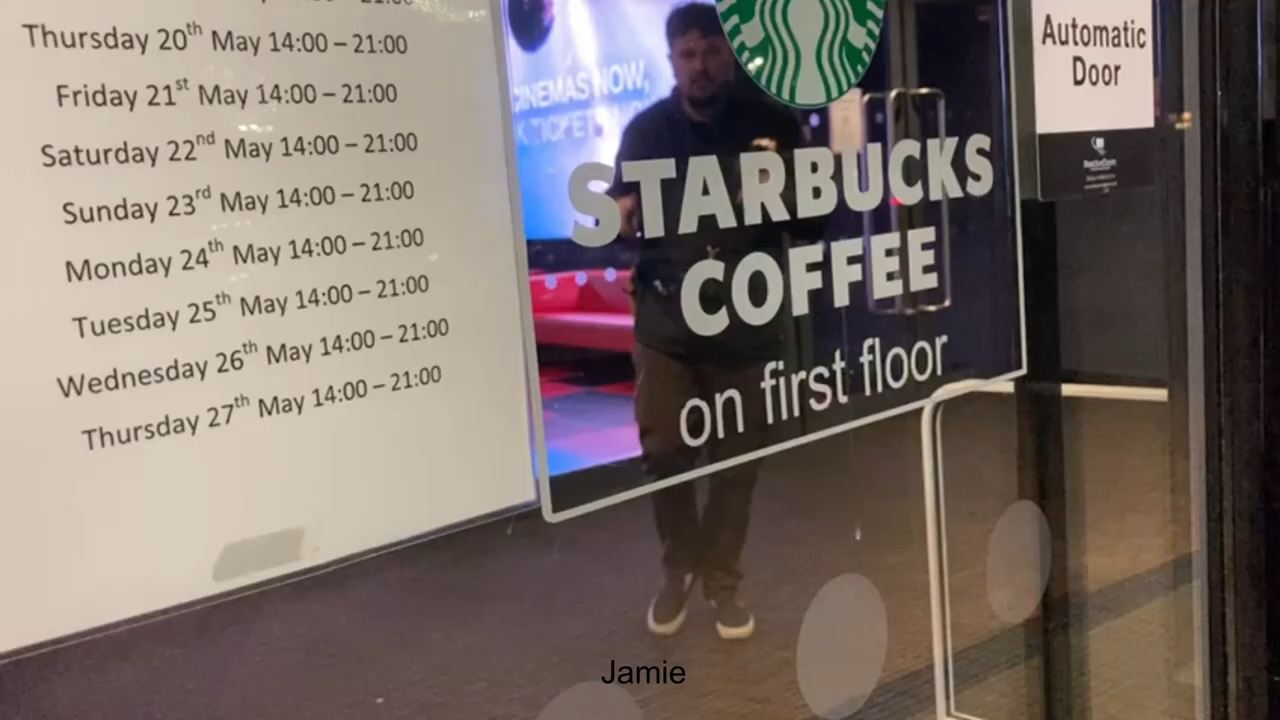 Thursday 20th May 14:00 – 21:00
Friday 21st May 14:00 – 21:00
Saturday 22nd May 14:00 – 21:00
Sunday 23rd May 14:00 – 21:00
Monday 24th May 14:00 – 21:00
Tuesday 25th May 14:00 – 21:00
Wednesday 26th May 14:00 – 21:00
Thursday 27th May 14:00 – 21:00
CINEMAS NOW,
STARBUCKS
COFFEE
on first floor
Automatic
Door
Jamie